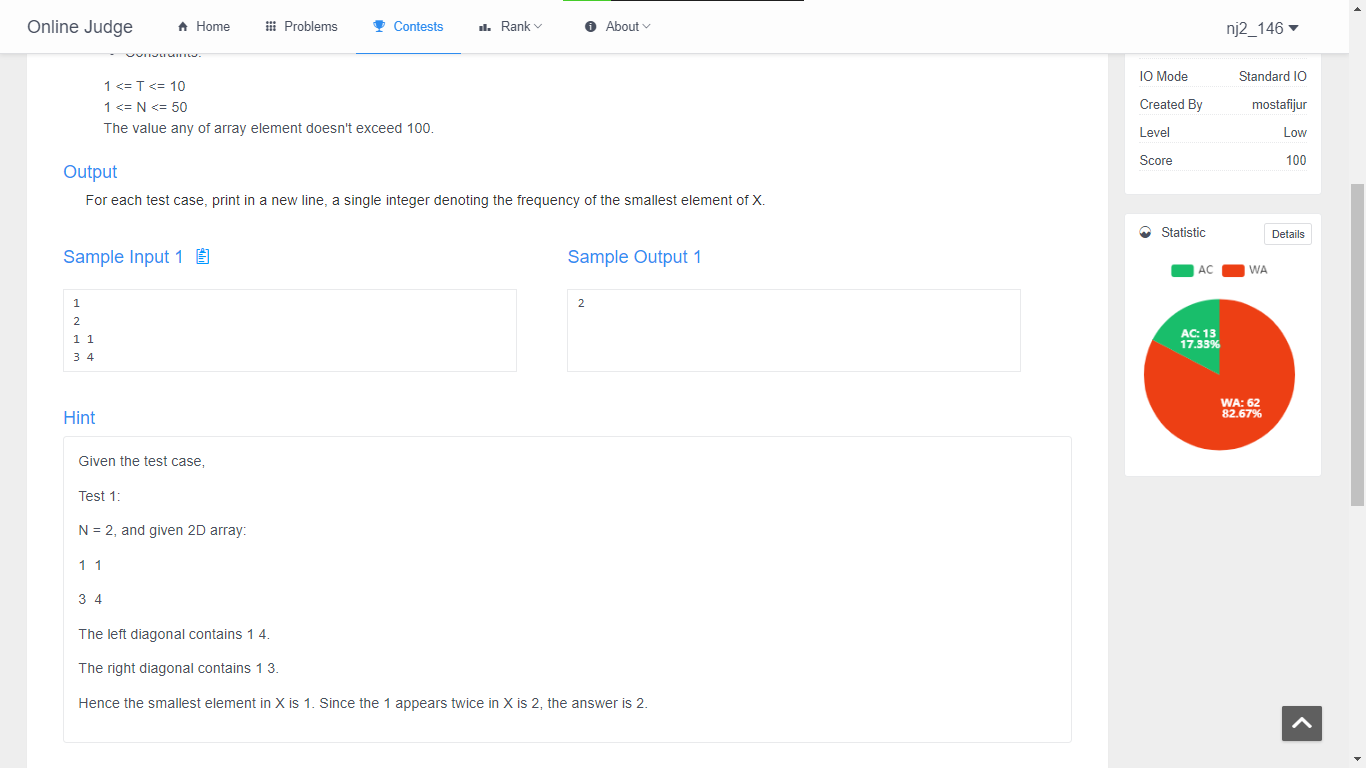 Online Judge
Home
Problems
Contests
Rank
About
nj2_146
Constraints:
1 <= T <= 10
1 <= N <= 50
The value any of array element doesn't exceed 100.
Output
For each test case, print in a new line, a single integer denoting the frequency of the smallest element of X.
Sample Input 1
Sample Output 1
1
2
1 1
3 4
2
Hint
Given the test case,
Test 1:
N = 2, and given 2D array:
1 1
3 4
The left diagonal contains 1 4.
The right diagonal contains 1 3.
Hence the smallest element in X is 1. Since the 1 appears twice in X is 2, the answer is 2.
IO Mode Standard IO
Created By mostafijur
Level Low
Score 100
Statistic
Details
AC WA
AC: 13
17.33%
WA: 62
82.67%